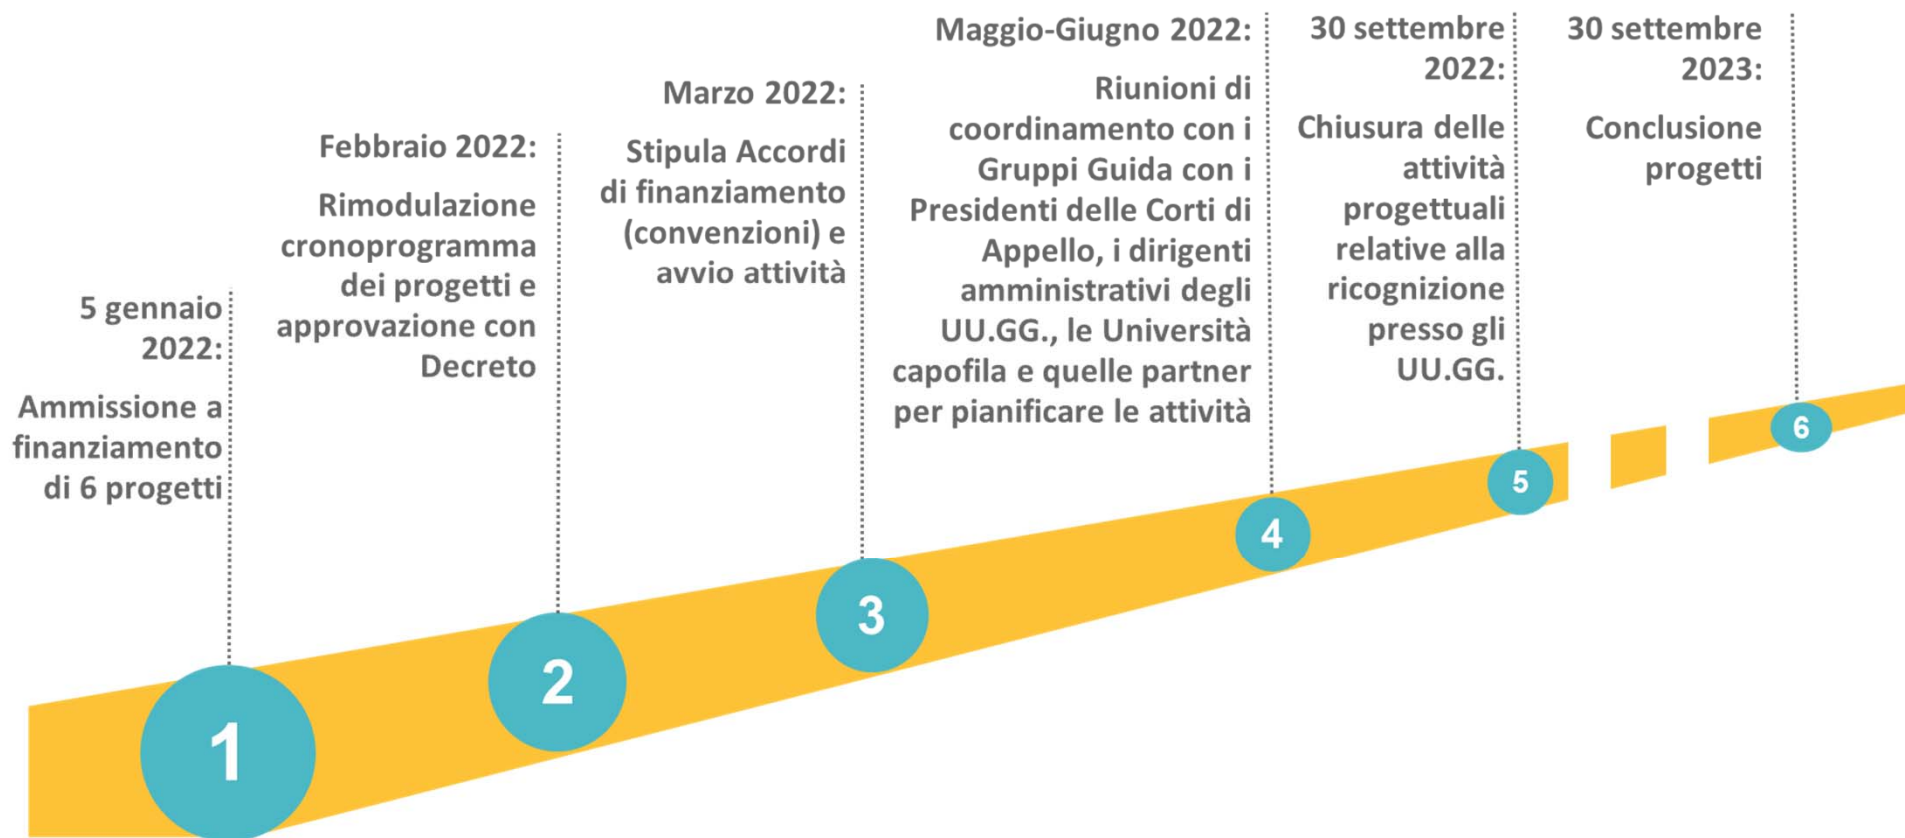 5 gennaio
2022:
Ammissione a
finanziamento
di 6 progetti
Febbraio 2022:
Rimodulazione
cronoprogramma
dei progetti e
approvazione con
Decreto
Marzo 2022:
Stipula Accordi
di finanziamento
(convenzioni) e
avvio attività
Maggio-Giugno 2022:
Riunioni di
coordinamento con i
Gruppi Guida con i
Presidenti delle Corti di
Appello, i dirigenti
amministrativi degli
UU.GG., le Università
capofila e quelle partner
per pianificare le attività
30 settembre
2022:
Chiusura delle
attività
progettuali
relative alla
ricognizione
presso gli
UU.GG.
30 settembre
2023:
Conclusione
progetti
1
2
3
4
5
6